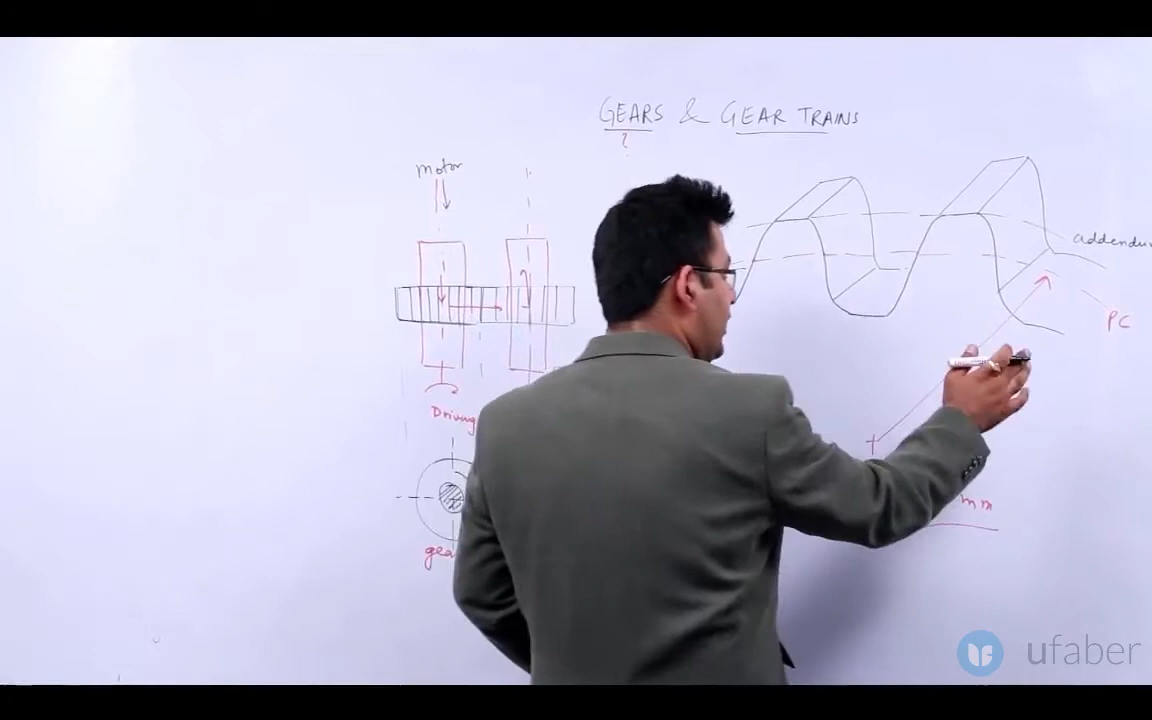 GEARS & GEAR TRAINS
?
motor
addendu
PC
Driving
mm
gea
ufaber